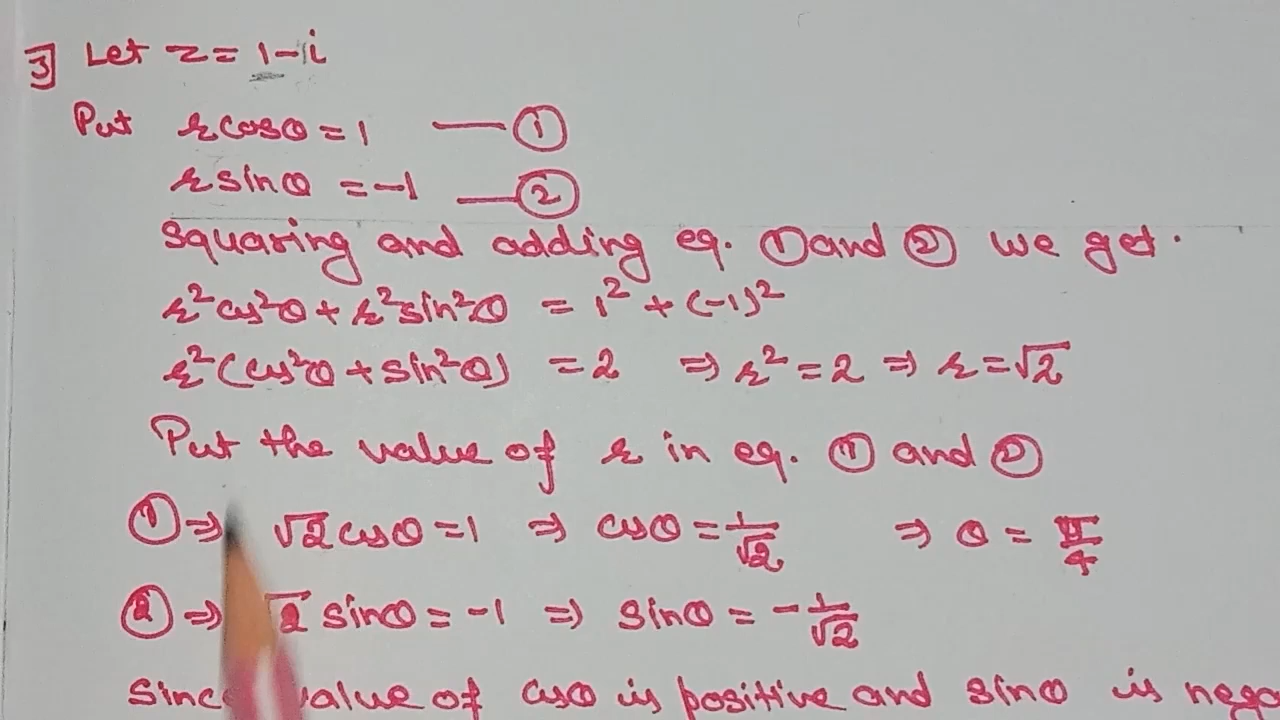 3] Let z = 1-i
Put r cosθ = 1 — ①
r sinθ = -1 — ②
Squaring and adding eq. ① and ② we get.
r²cos²θ + r²sin²θ = 1² + (-1)²
r²(cos²θ + sin²θ) = 2 ⇒ r² = 2 ⇒ r = √2
Put the value of r in eq. ① and ②
① ⇒ √2 cosθ = 1 ⇒ cosθ = 1/√2 ⇒ θ = π/4
② ⇒ √2 sinθ = -1 ⇒ sinθ = -1/√2
Since value of cosθ is positive and sinθ is nega